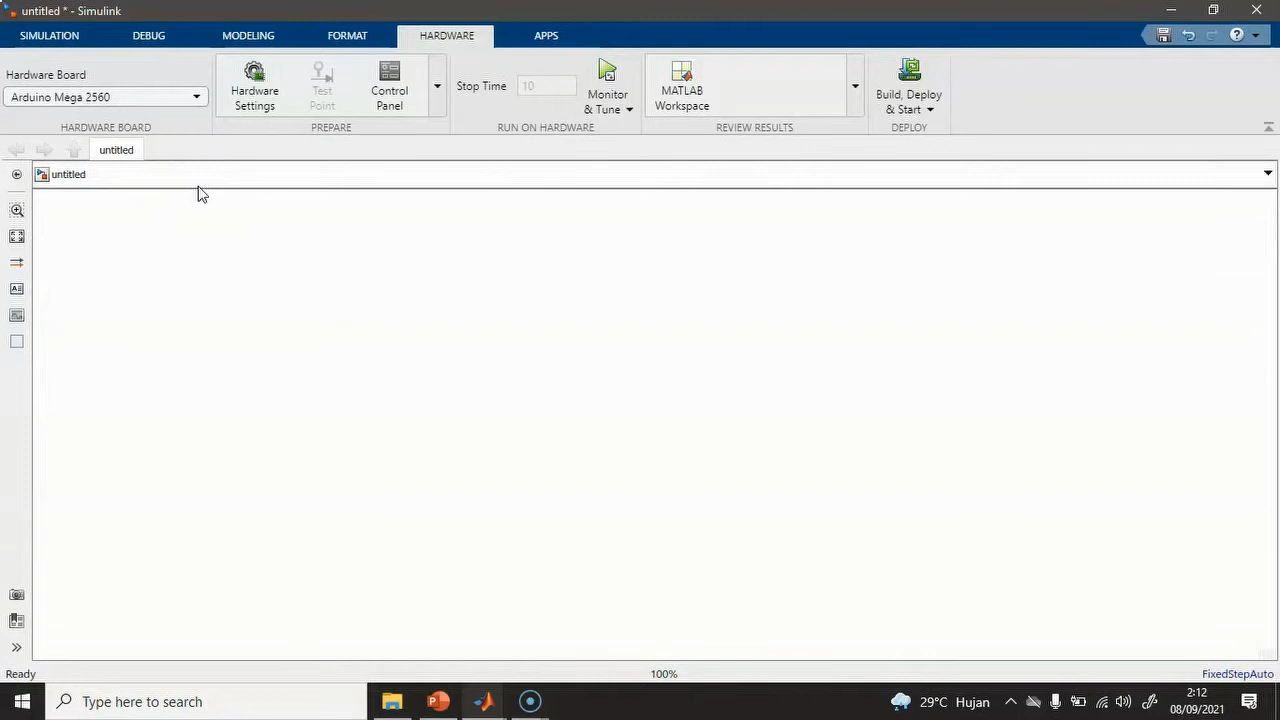 untitled * - Simulink
SIMULATION DEBUG MODELING FORMAT HARDWARE APPS
Hardware Board
Arduino Mega 2560
HARDWARE BOARD
Hardware
Settings
Test
Point
Control
Panel
PREPARE
Stop Time 10
Monitor
& Tune
RUN ON HARDWARE
MATLAB
Workspace
REVIEW RESULTS
Build, Deploy
& Start
DEPLOY
untitled
untitled
Ready 100% FixedStepAuto
Type here to search
29°C Hujan
2:12
08/09/2021